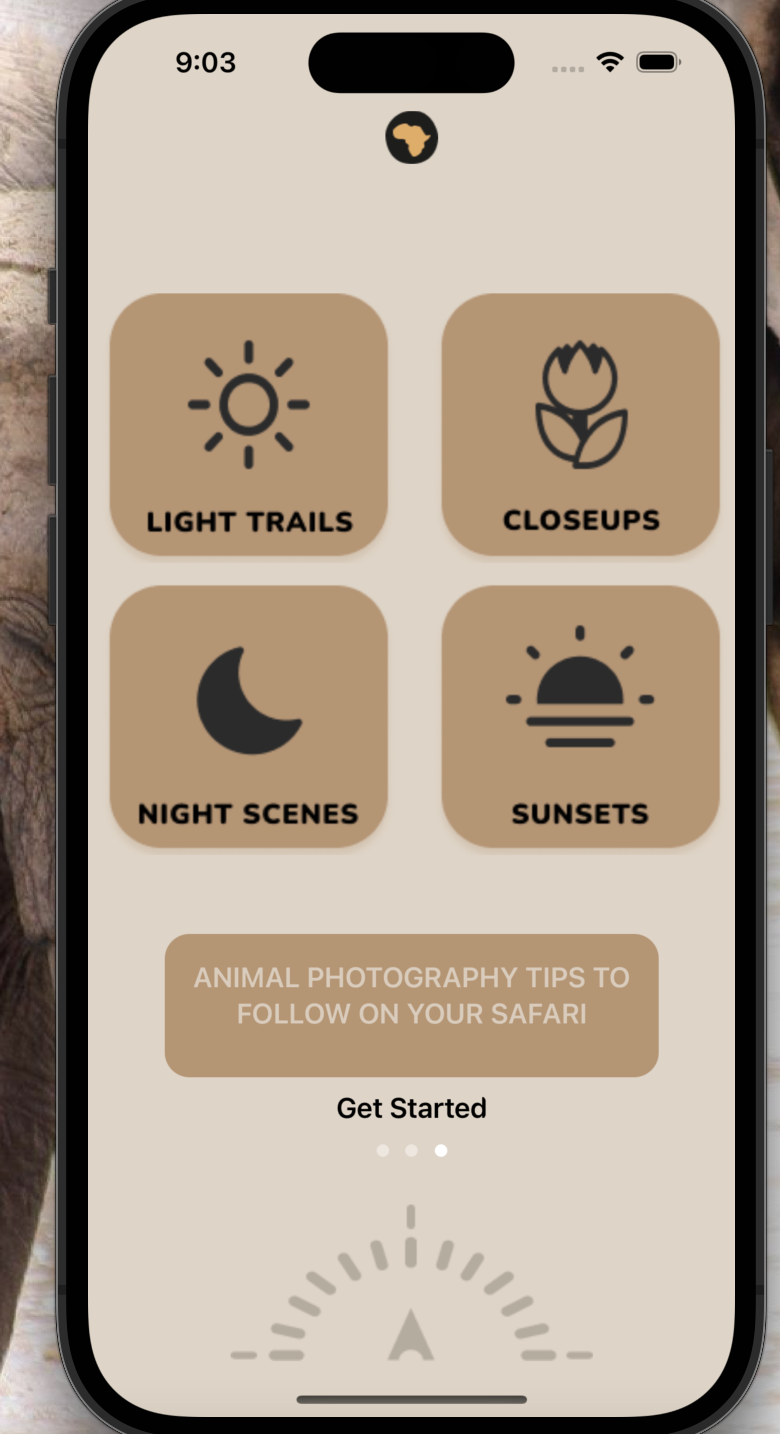 9:03
LIGHT TRAILS
CLOSEUPS
NIGHT SCENES
SUNSETS
ANIMAL PHOTOGRAPHY TIPS TO
FOLLOW ON YOUR SAFARI
Get Started